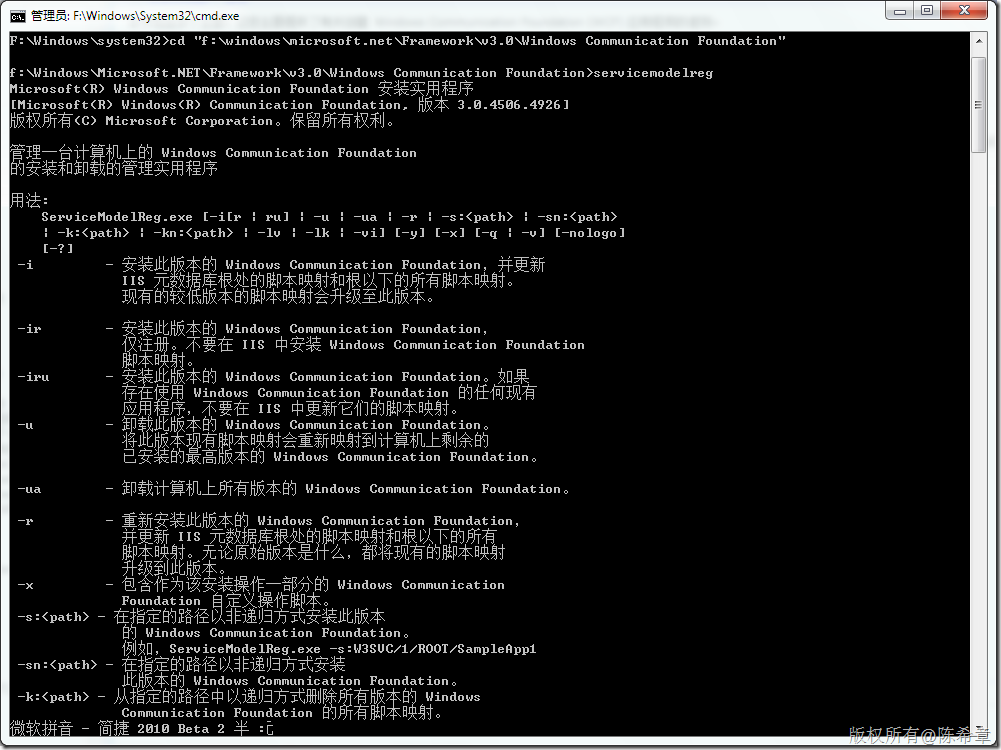 管理员: F:\Windows\System32\cmd.exe
F:\Windows\system32>cd "f:\windows\microsoft.net\Framework\v3.0\Windows Communication Foundation"
f:\Windows\Microsoft.NET\Framework\v3.0\Windows Communication Foundation>servicemodelreg
Microsoft(R) Windows Communication Foundation 安装实用程序
[Microsoft(R) Windows(R) Communication Foundation, 版本 3.0.4506.4926]
版权所有(C) Microsoft Corporation。保留所有权利。
管理一台计算机上的 Windows Communication Foundation
的安装和卸载的管理实用程序
用法:
ServiceModelReg.exe [-i[r | ru] | -u | -ua | -r | -s:<path> | -sn:<path>
| -k:<path> | -kn:<path> | -lv | -lk | -vi] [-y] [-x] [-q | -v] [-nologo]
[-?]
-i - 安装此版本的 Windows Communication Foundation, 并更新
IIS 元数据库根处的脚本映射和根以下的所有脚本映射。
现有的较低版本的脚本映射会升级至此版本。
-ir - 安装此版本的 Windows Communication Foundation,
仅注册。不要在 IIS 中安装 Windows Communication Foundation
脚本映射。
-iru - 安装此版本的 Windows Communication Foundation。如果
存在使用 Windows Communication Foundation 的任何现有
应用程序, 不要在 IIS 中更新它们的脚本映射。
-u - 卸载此版本的 Windows Communication Foundation。
将此版本现有脚本映射会重新映射到计算机上剩余的
已安装的最高版本的 Windows Communication Foundation。
-ua - 卸载计算机上所有版本的 Windows Communication Foundation。
-r - 重新安装此版本的 Windows Communication Foundation,
并更新 IIS 元数据库根处的脚本映射和根以下的所有
脚本映射。无论原始版本是什么, 都将现有的脚本映射
升级到此版本。
-x - 包含作为该安装操作一部分的 Windows Communication
Foundation 自定义操作脚本。
-s:<path> - 在指定的路径以非递归方式安装此版本
的 Windows Communication Foundation。
例如, ServiceModelReg.exe -s:W3SVC/1/ROOT/SampleApp1
-sn:<path> - 在指定的路径以非递归方式安装
此版本的 Windows Communication Foundation。
-k:<path> - 从指定的路径中以递归方式删除所有版本的 Windows
Communication Foundation 的所有脚本映射。
微软拼音 - 简捷 2010 Beta 2 半 :
版权所有@陈希章